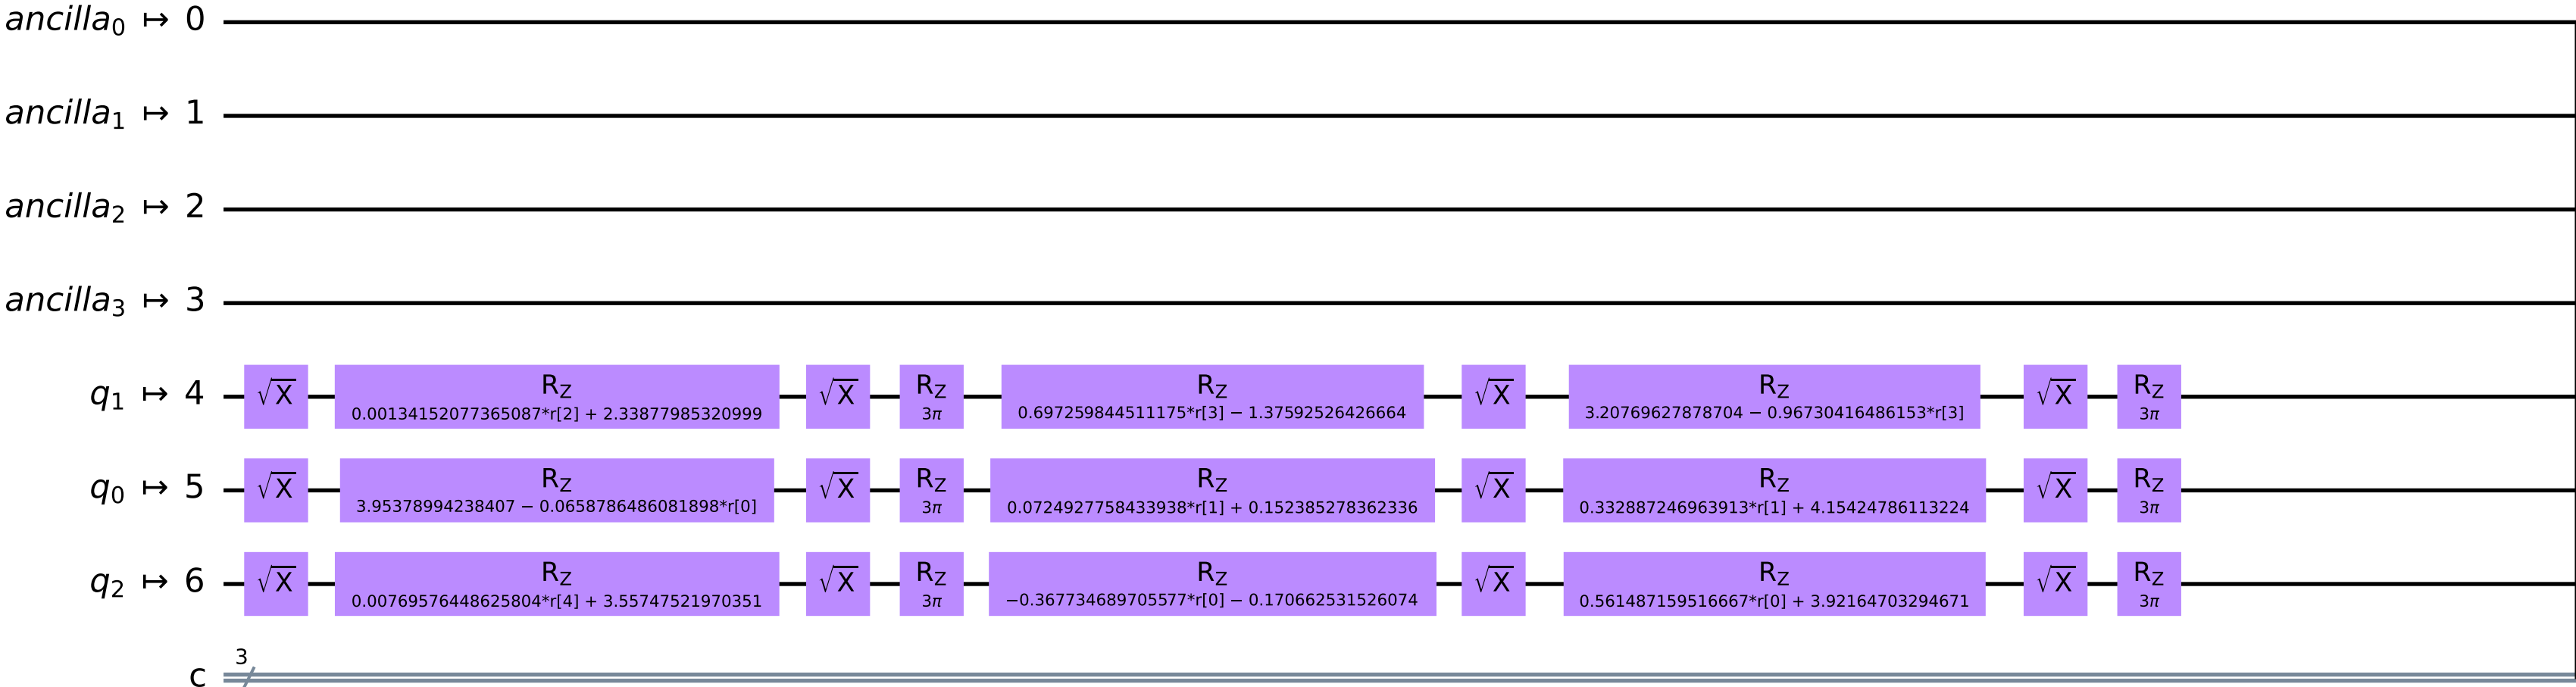 ancilla₀ ↦ 0
ancilla₁ ↦ 1
ancilla₂ ↦ 2
ancilla₃ ↦ 3
q₁ ↦ 4 √X R_Z √X R_Z R_Z √X R_Z √X R_Z
0.00134152077365087*r[2] + 2.33877985320999 3π 0.697259844511175*r[3] − 1.37592526426664 3.20769627878704 − 0.96730416486153*r[3] 3π
q₀ ↦ 5 √X R_Z √X R_Z R_Z √X R_Z √X R_Z
3.95378994238407 − 0.0658786486081898*r[0] 3π 0.0724927758433938*r[1] + 0.152385278362336 0.332887246963913*r[1] + 4.15424786113224 3π
q₂ ↦ 6 √X R_Z √X R_Z R_Z √X R_Z √X R_Z
0.00769576448625804*r[4] + 3.55747521970351 3π −0.367734689705577*r[0] − 0.170662531526074 0.561487159516667*r[0] + 3.92164703294671 3π
3
c